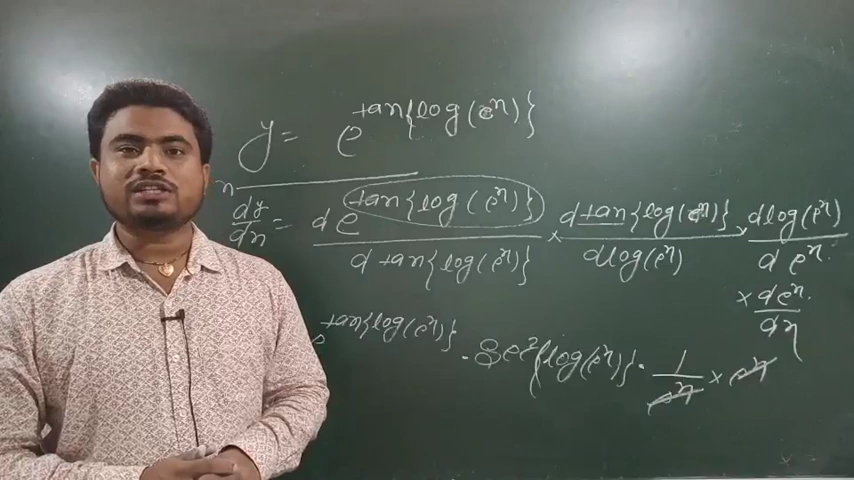 y = e^tan{log(e^x)}
dy/dx = d e^tan{log(e^x)} / d tan{log(e^x)} × d tan{log(e^x)} / d log(e^x) × d log(e^x) / d e^x
× d e^x / dx
e^tan{log(e^x)} . sec²{log(e^x)} . 1/e^x × e^x